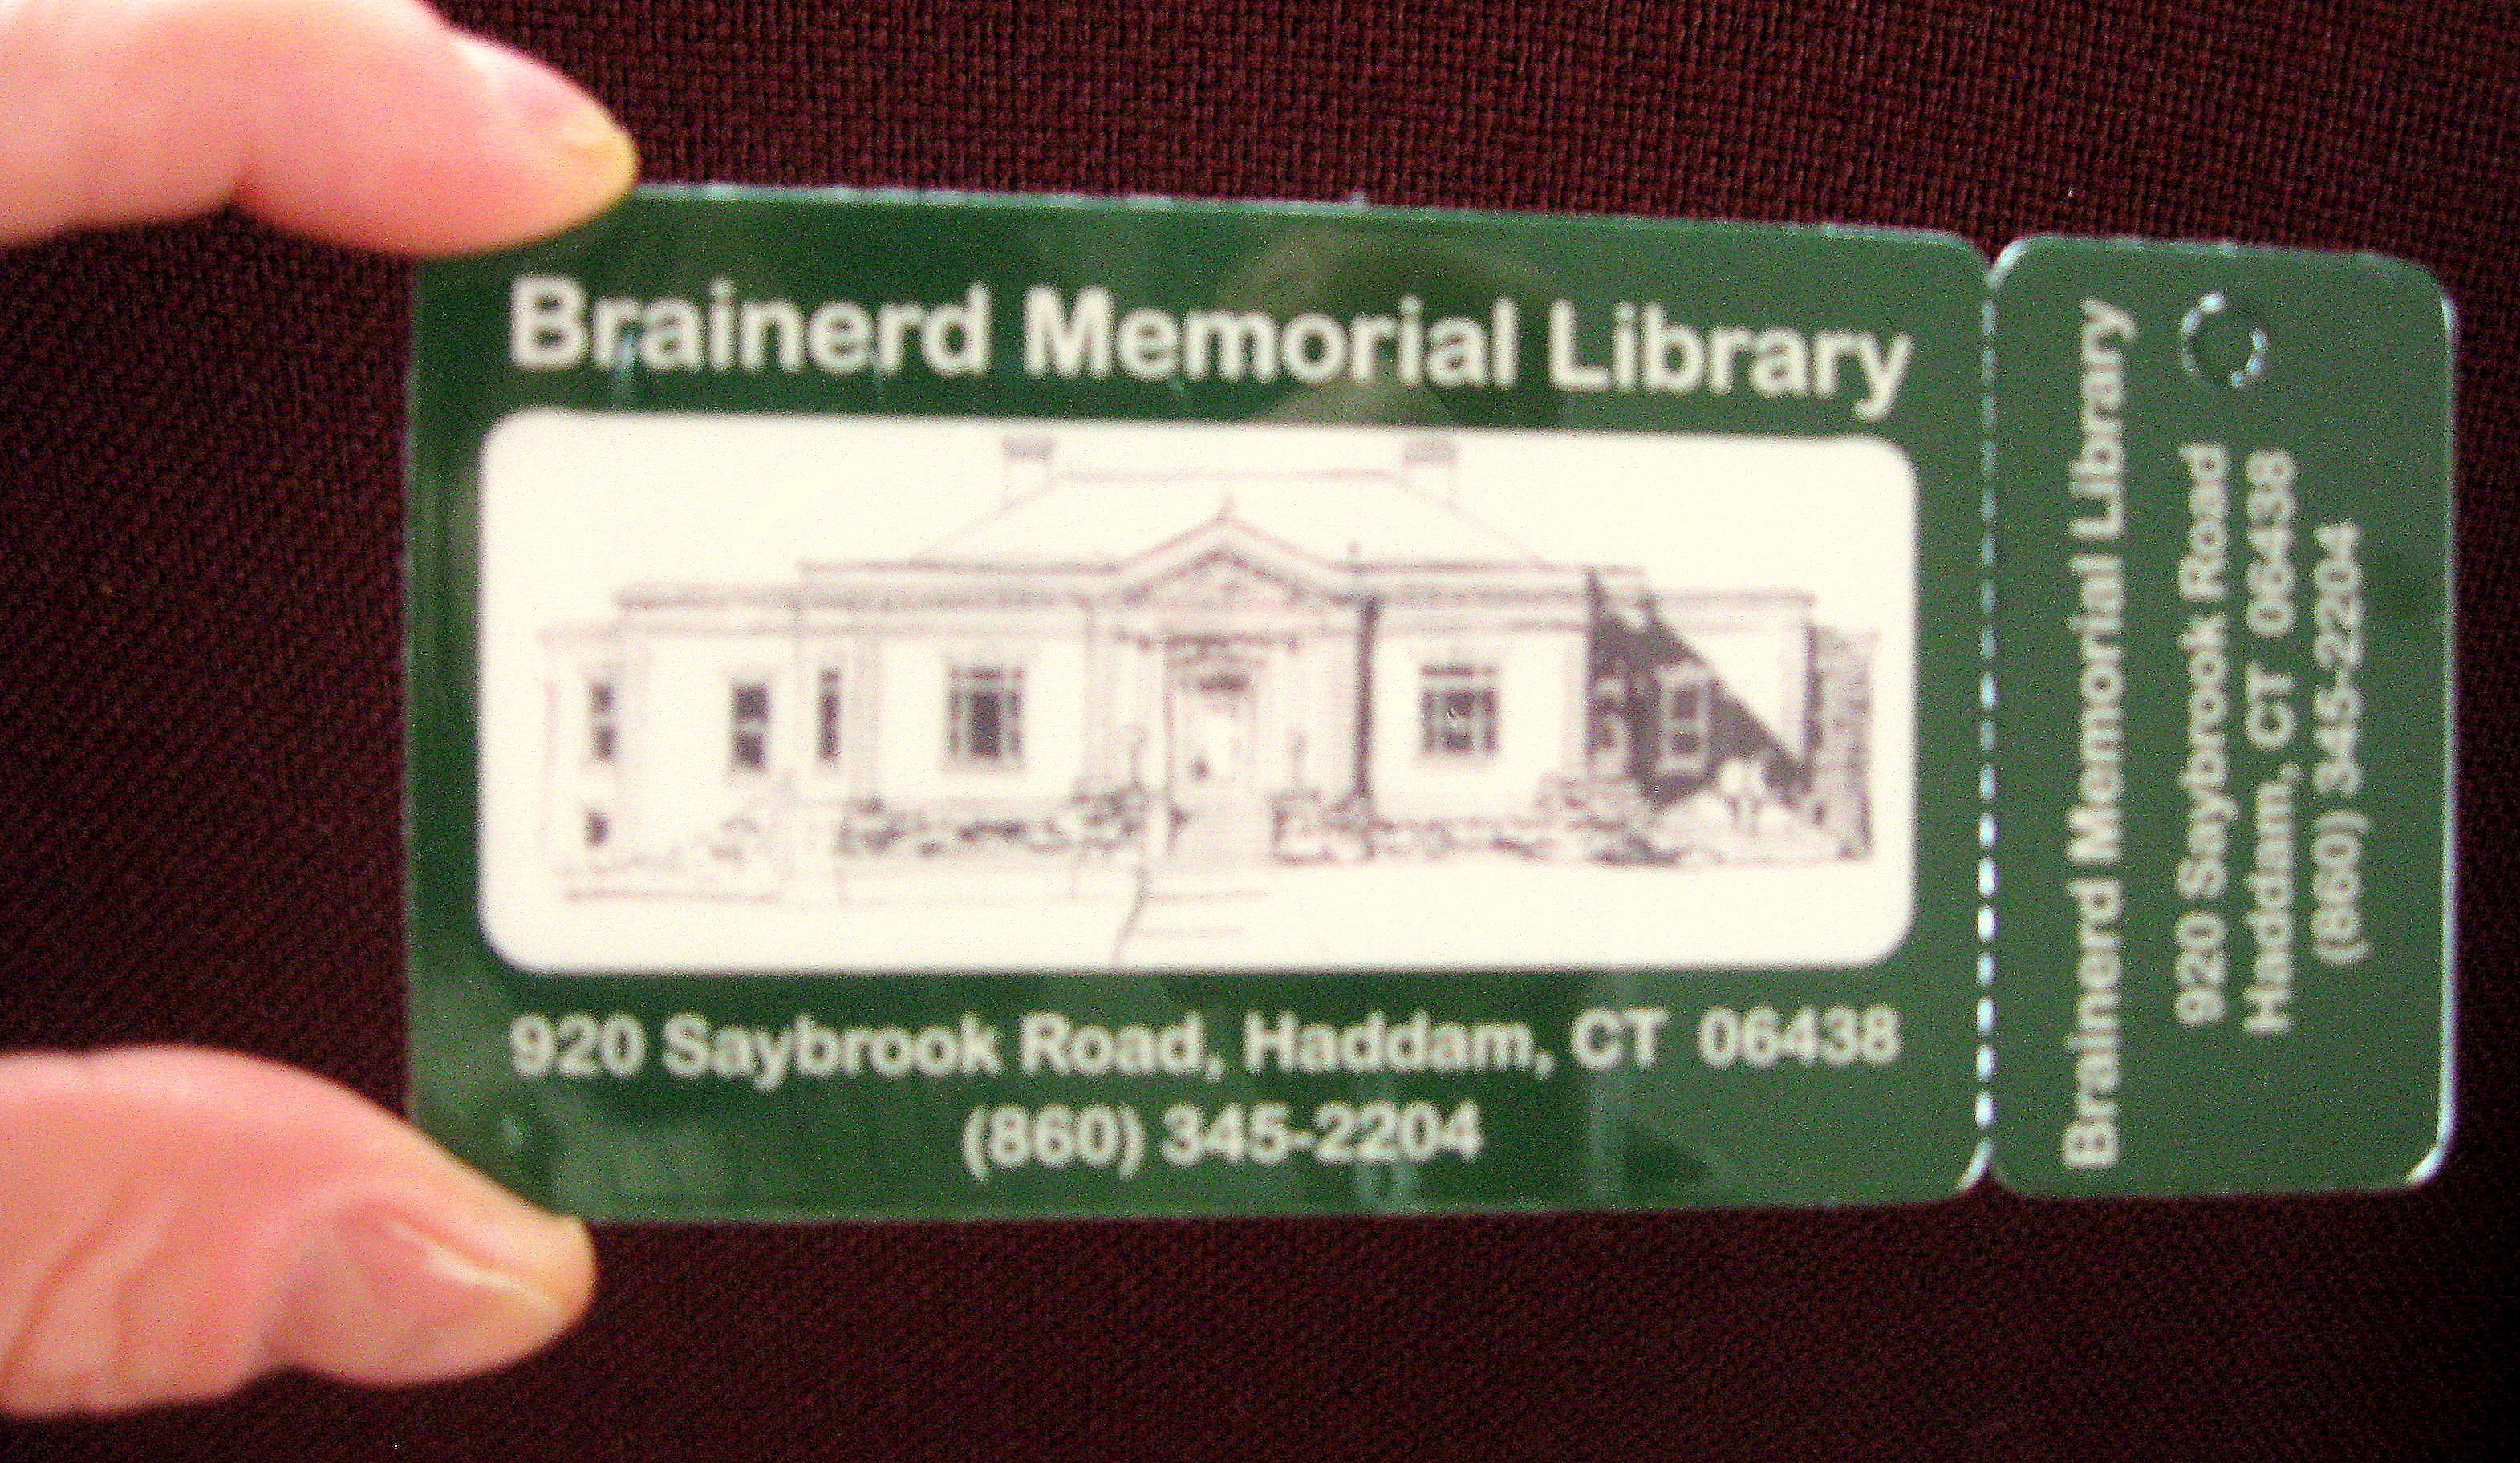 Brainerd Memorial Library
920 Saybrook Road, Haddam, CT 06438
(860) 345-2204
Brainerd Memorial Library
920 Saybrook Road
Haddam, CT 06438
(860) 345-2204